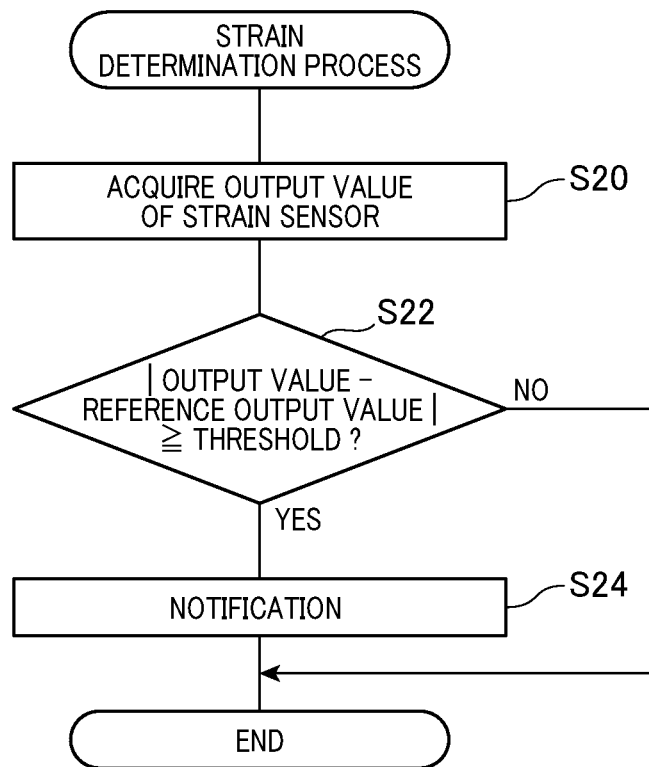 STRAIN
DETERMINATION PROCESS
ACQUIRE OUTPUT VALUE
OF STRAIN SENSOR
S20
S22
| OUTPUT VALUE –
REFERENCE OUTPUT VALUE |
≧ THRESHOLD ?
NO
YES
NOTIFICATION
S24
END